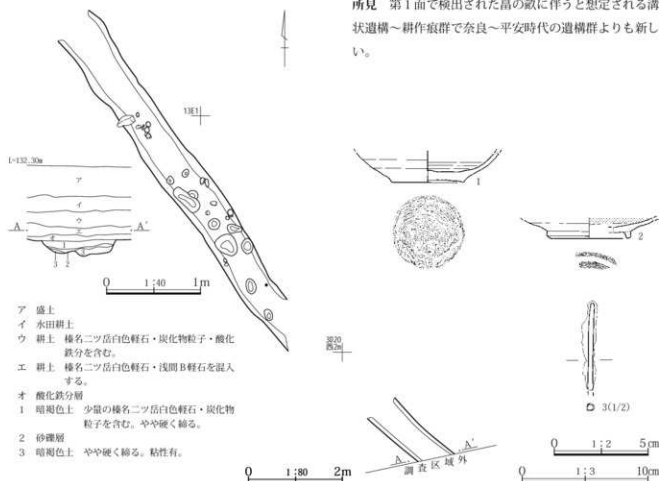 所見　第1面で検出された畠の畝に伴うと想定される溝
状遺構～耕作痕群で奈良～平安時代の遺構群よりも新し
い。
13E1
L=132.30m
ア
イ
ウ
エ
オ
A
A´
1
3 2
0 1:40 1m
ア　盛土
イ　水田耕土
ウ　耕土　榛名二ツ岳白色軽石・炭化物粒子・酸化
鉄分を含む。
エ　耕土　榛名二ツ岳白色軽石・浅間B軽石を混入
する。
オ　酸化鉄分層
1　暗褐色土　少量の榛名二ツ岳白色軽石・炭化物
粒子を含む。やや硬く締る。
2　砂礫層
3　暗褐色土　やや硬く締る。粘性有。
3D20
西2m
A
A´
調査区域外
0 1:80 2m
1
2
3(1/2)
0 1:2 5cm
0 1:3 10cm